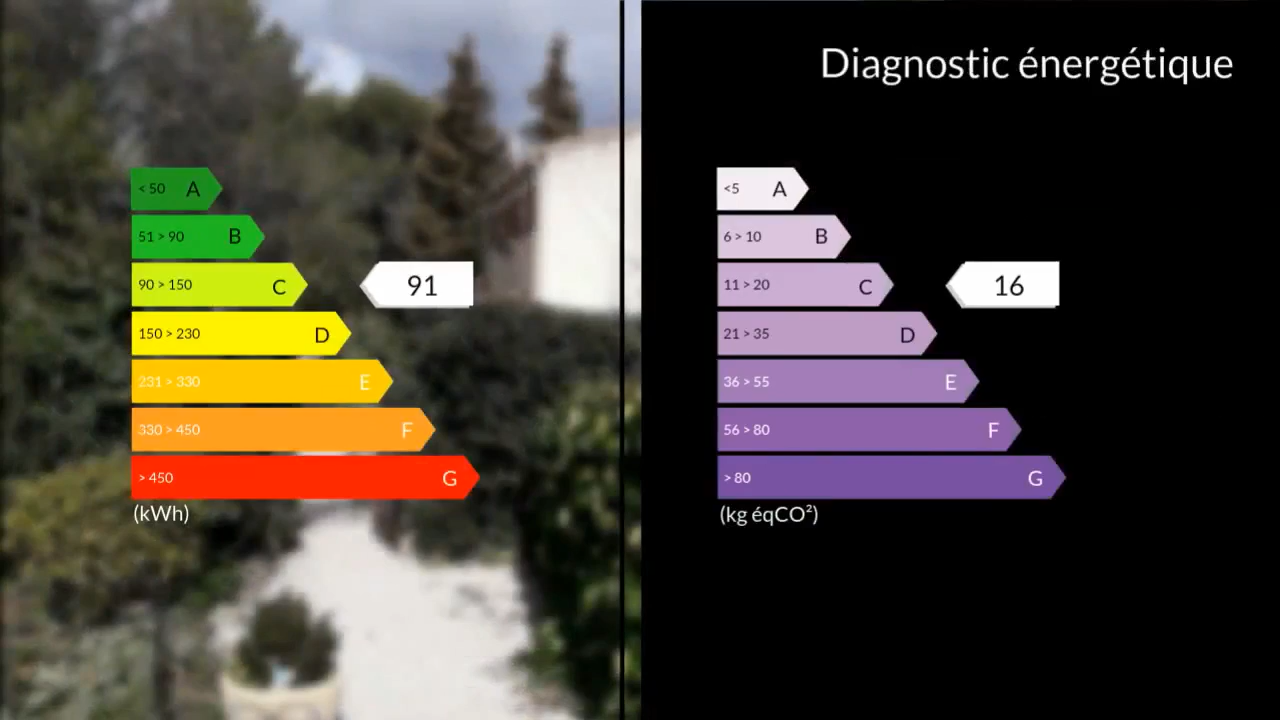 Diagnostic énergétique
< 50 A
51 > 90 B
90 > 150 C
91
150 > 230 D
231 > 330 E
330 > 450 F
> 450 G
(kWh)
<5 A
6 > 10 B
11 > 20 C
16
21 > 35 D
36 > 55 E
56 > 80 F
> 80 G
(kg éqCO²)